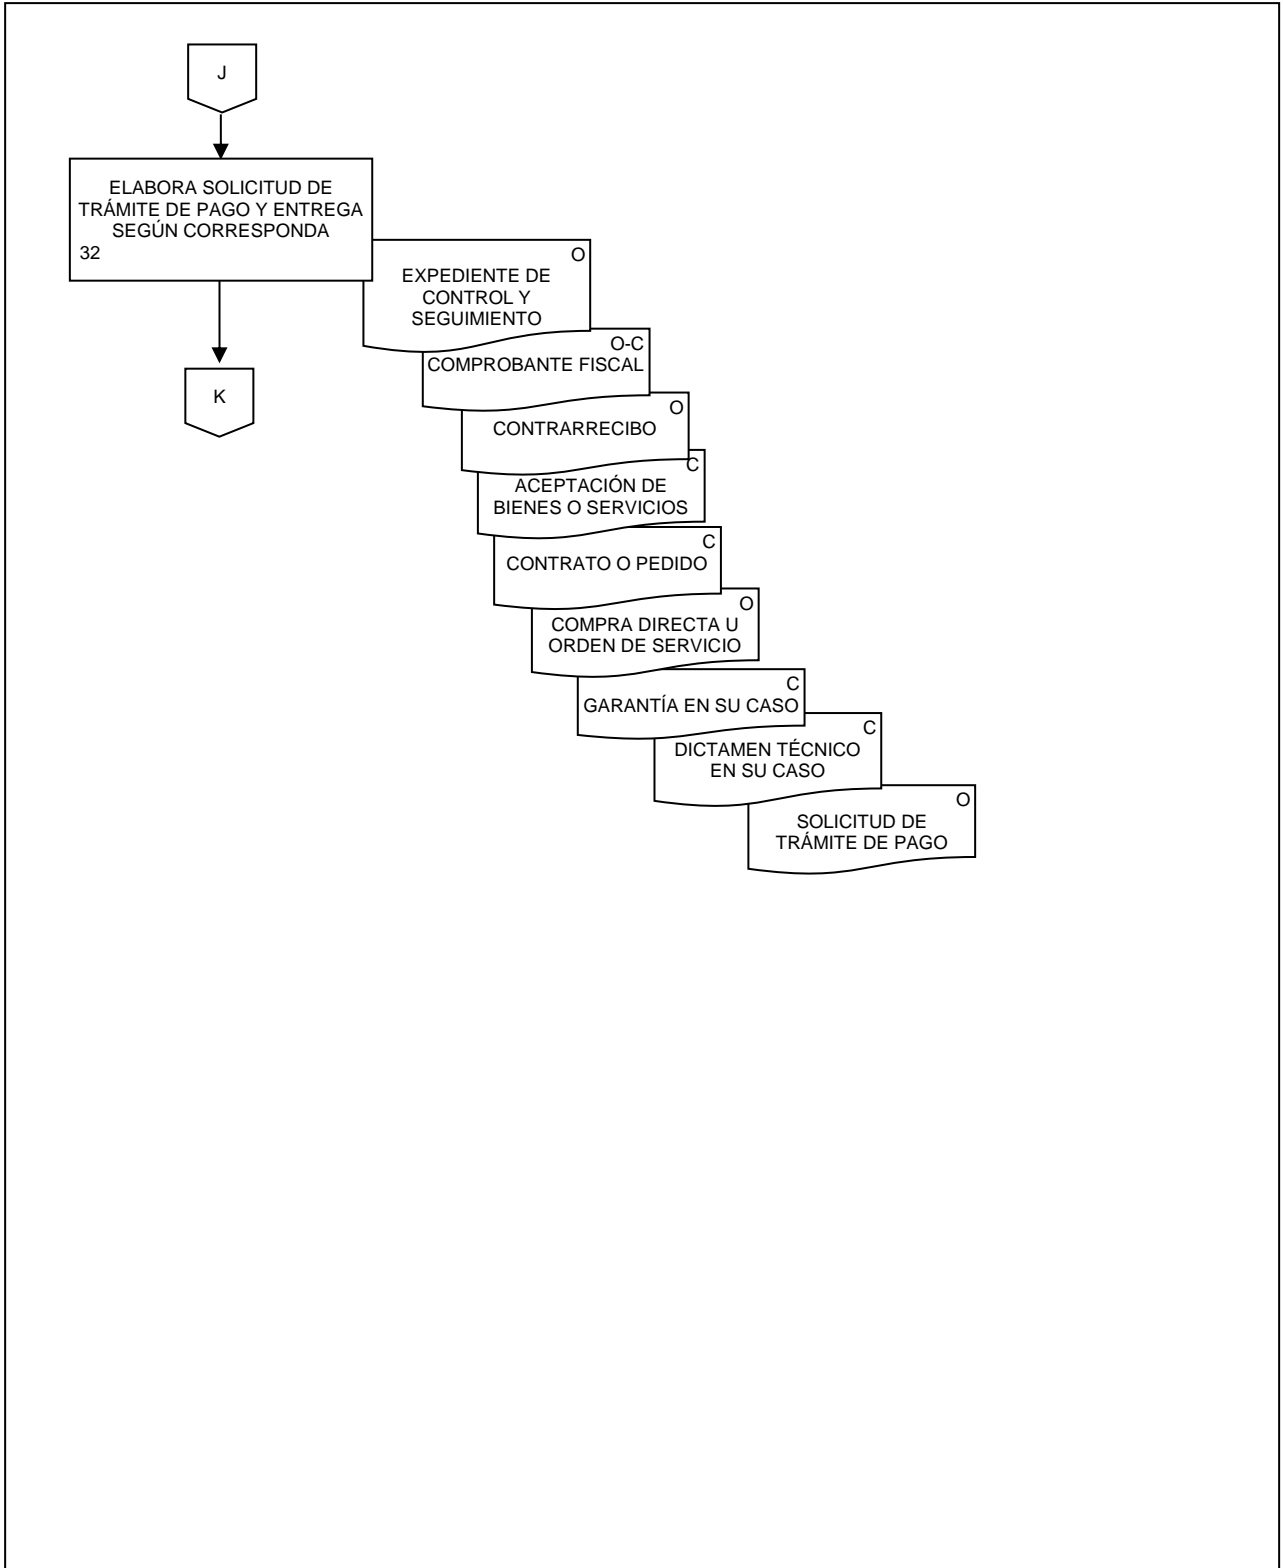 J
ELABORA SOLICITUD DE
TRÁMITE DE PAGO Y ENTREGA
SEGÚN CORRESPONDA
32
O
EXPEDIENTE DE
CONTROL Y
SEGUIMIENTO
O-C
COMPROBANTE FISCAL
K
O
CONTRARRECIBO
C
ACEPTACIÓN DE
BIENES O SERVICIOS
C
CONTRATO O PEDIDO
O
COMPRA DIRECTA U
ORDEN DE SERVICIO
C
GARANTÍA EN SU CASO
C
DICTAMEN TÉCNICO
EN SU CASO
O
SOLICITUD DE
TRÁMITE DE PAGO